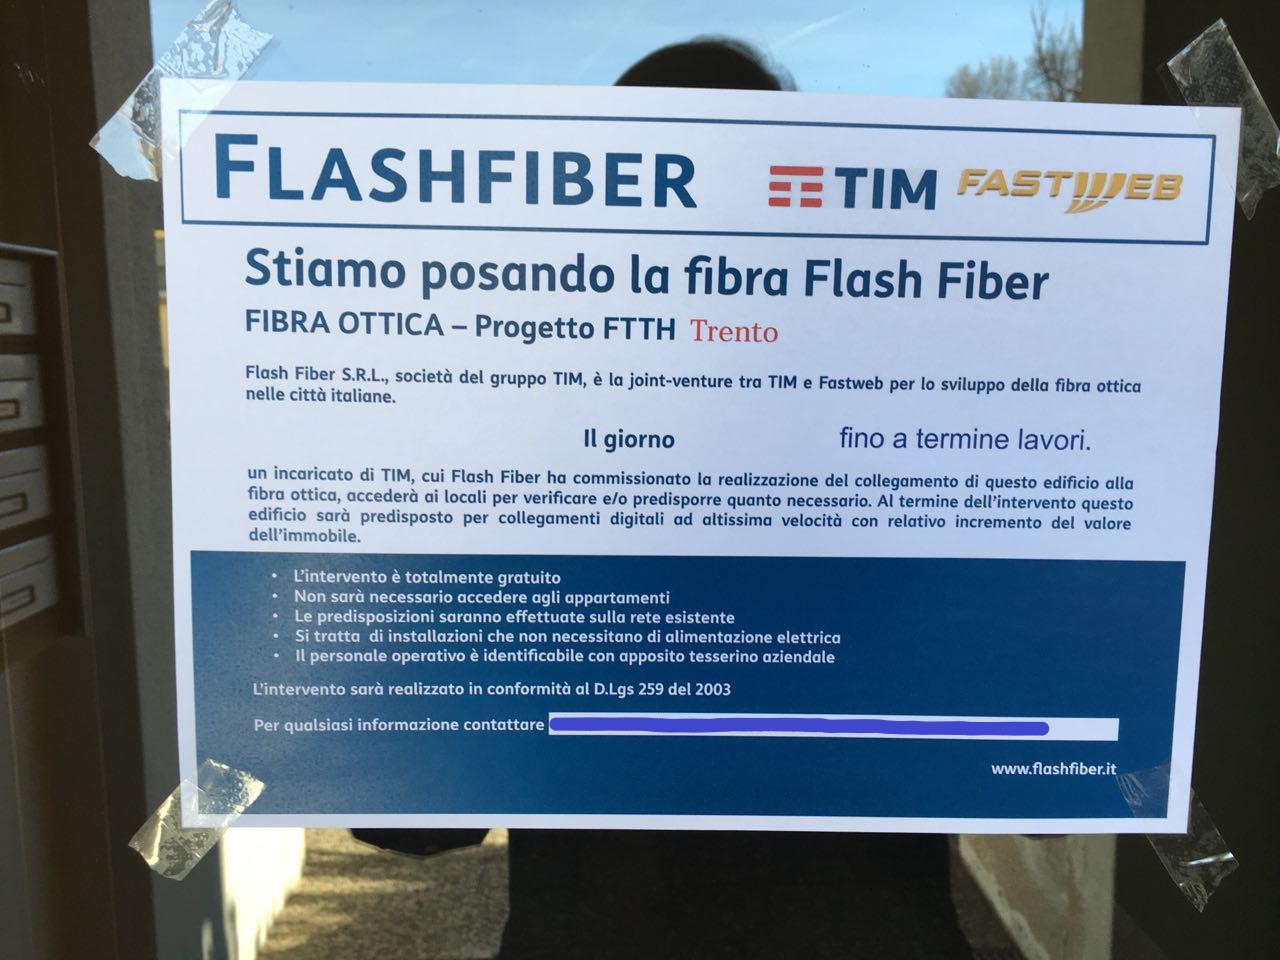 FLASHFIBER TIM FASTWEB
Stiamo posando la fibra Flash Fiber
FIBRA OTTICA – Progetto FTTH Trento
Flash Fiber S.R.L., società del gruppo TIM, è la joint-venture tra TIM e Fastweb per lo sviluppo della fibra ottica
nelle città italiane.
Il giorno fino a termine lavori.
un incaricato di TIM, cui Flash Fiber ha commissionato la realizzazione del collegamento di questo edificio alla
fibra ottica, accederà ai locali per verificare e/o predisporre quanto necessario. Al termine dell'intervento questo
edificio sarà predisposto per collegamenti digitali ad altissima velocità con relativo incremento del valore
dell'immobile.
• L'intervento è totalmente gratuito
• Non sarà necessario accedere agli appartamenti
• Le predisposizioni saranno effettuate sulla rete esistente
• Si tratta di installazioni che non necessitano di alimentazione elettrica
• Il personale operativo è identificabile con apposito tesserino aziendale
L'intervento sarà realizzato in conformità al D.Lgs 259 del 2003
Per qualsiasi informazione contattare
www.flashfiber.it